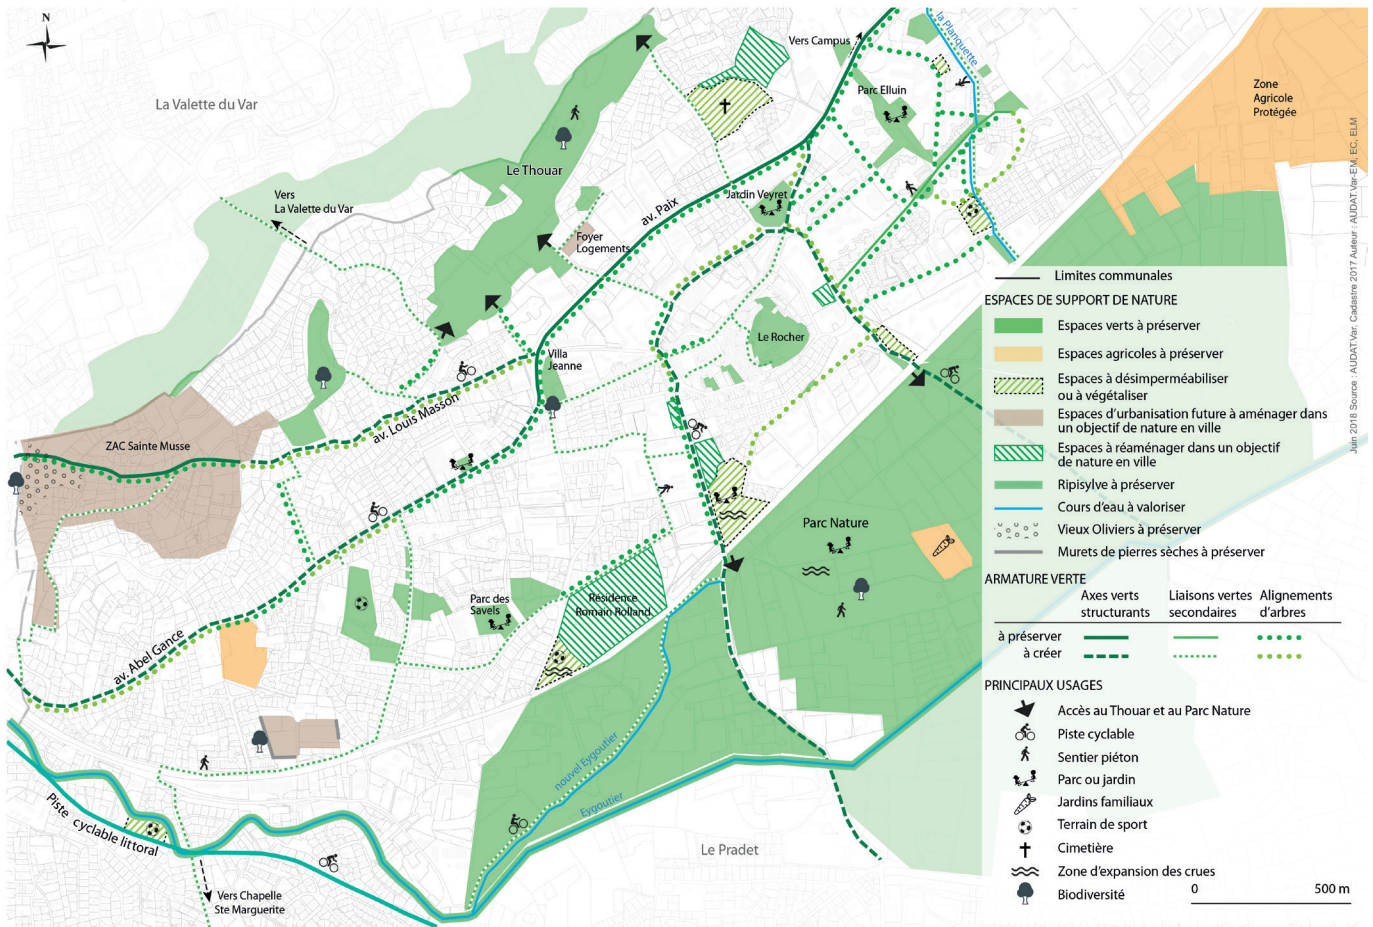 N
La Valette du Var
Vers Campus
la Planquette
Parc Elluin
Zone
Agricole
Protégée
Le Thouar
Vers
La Valette du Var
Jardin Veyret
av. Paix
Foyer
Logements
Le Rocher
Villa
Jeanne
av. Louis Masson
ZAC Sainte Musse
Parc Nature
Parc des
Savels
Résidence
Romain Rolland
av. Abel Gance
nouvel Eygoutier
Eygoutier
Piste cyclable littoral
Le Pradet
Vers Chapelle
Ste Marguerite
Juin 2018 Source : AUDAT.Var, Cadastre 2017 Auteur : AUDAT.Var-EM, EC, ELM
Limites communales
ESPACES DE SUPPORT DE NATURE
Espaces verts à préserver
Espaces agricoles à préserver
Espaces à désimperméabiliser
ou à végétaliser
Espaces d'urbanisation future à aménager dans
un objectif de nature en ville
Espaces à réaménager dans un objectif
de nature en ville
Ripisylve à préserver
Cours d'eau à valoriser
Vieux Oliviers à préserver
Murets de pierres sèches à préserver
ARMATURE VERTE
Axes verts
structurants
Liaisons vertes
secondaires
Alignements
d'arbres
à préserver
à créer
PRINCIPAUX USAGES
Accès au Thouar et au Parc Nature
Piste cyclable
Sentier piéton
Parc ou jardin
Jardins familiaux
Terrain de sport
Cimetière
Zone d'expansion des crues
Biodiversité
0 500 m